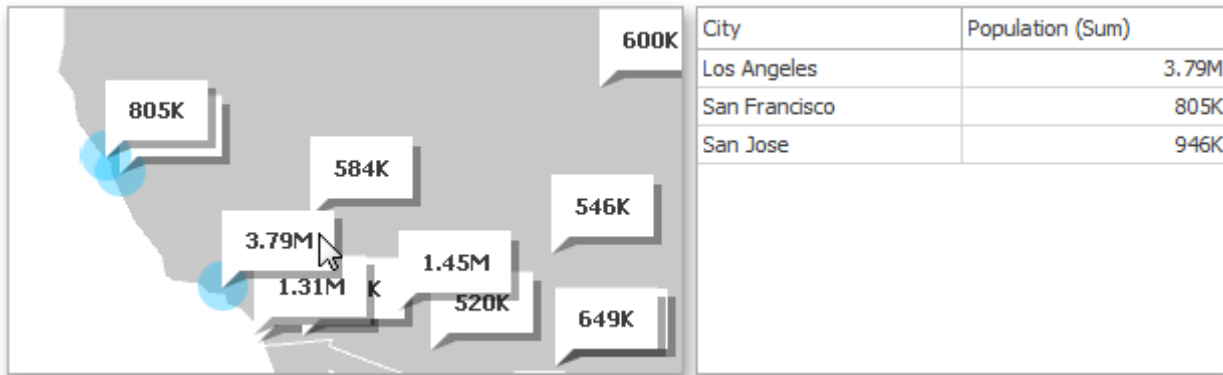 600K
805K
584K
546K
3.79M
1.45M
1.31M
K
520K
649K
City Population (Sum)
Los Angeles 3.79M
San Francisco 805K
San Jose 946K